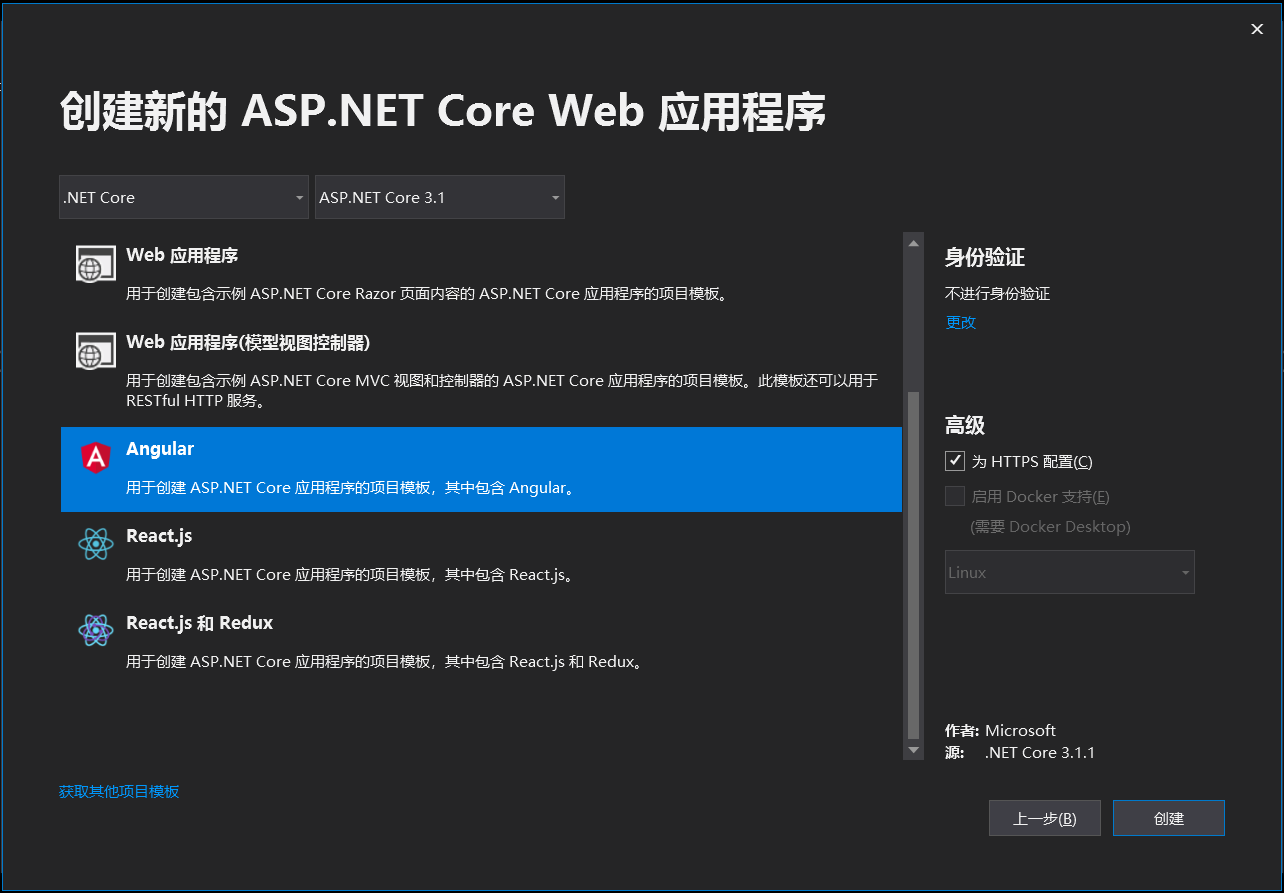 创建新的 ASP.NET Core Web 应用程序
.NET Core
ASP.NET Core 3.1
Web 应用程序
用于创建包含示例 ASP.NET Core Razor 页面内容的 ASP.NET Core 应用程序的项目模板。
Web 应用程序(模型视图控制器)
用于创建包含示例 ASP.NET Core MVC 视图和控制器的 ASP.NET Core 应用程序的项目模板。此模板还可以用于
RESTful HTTP 服务。
Angular
用于创建 ASP.NET Core 应用程序的项目模板，其中包含 Angular。
React.js
用于创建 ASP.NET Core 应用程序的项目模板，其中包含 React.js。
React.js 和 Redux
用于创建 ASP.NET Core 应用程序的项目模板，其中包含 React.js 和 Redux。
获取其他项目模板
身份验证
不进行身份验证
更改
高级
为 HTTPS 配置(C)
启用 Docker 支持(E)
(需要 Docker Desktop)
Linux
作者: Microsoft
源: .NET Core 3.1.1
上一步(B)
创建